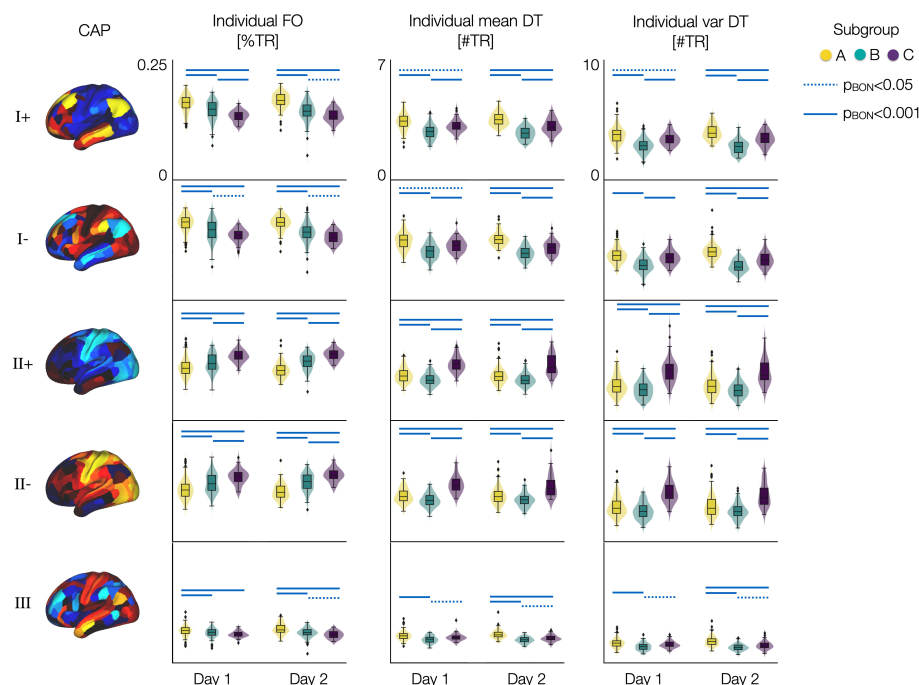 CAP
Individual FO
[%TR]
Individual mean DT
[#TR]
Individual var DT
[#TR]
Subgroup
A B C
pBON<0.05
pBON<0.001
0.25
0
7
0
10
0
I+
I-
II+
II-
III
Day 1 Day 2
Day 1 Day 2
Day 1 Day 2